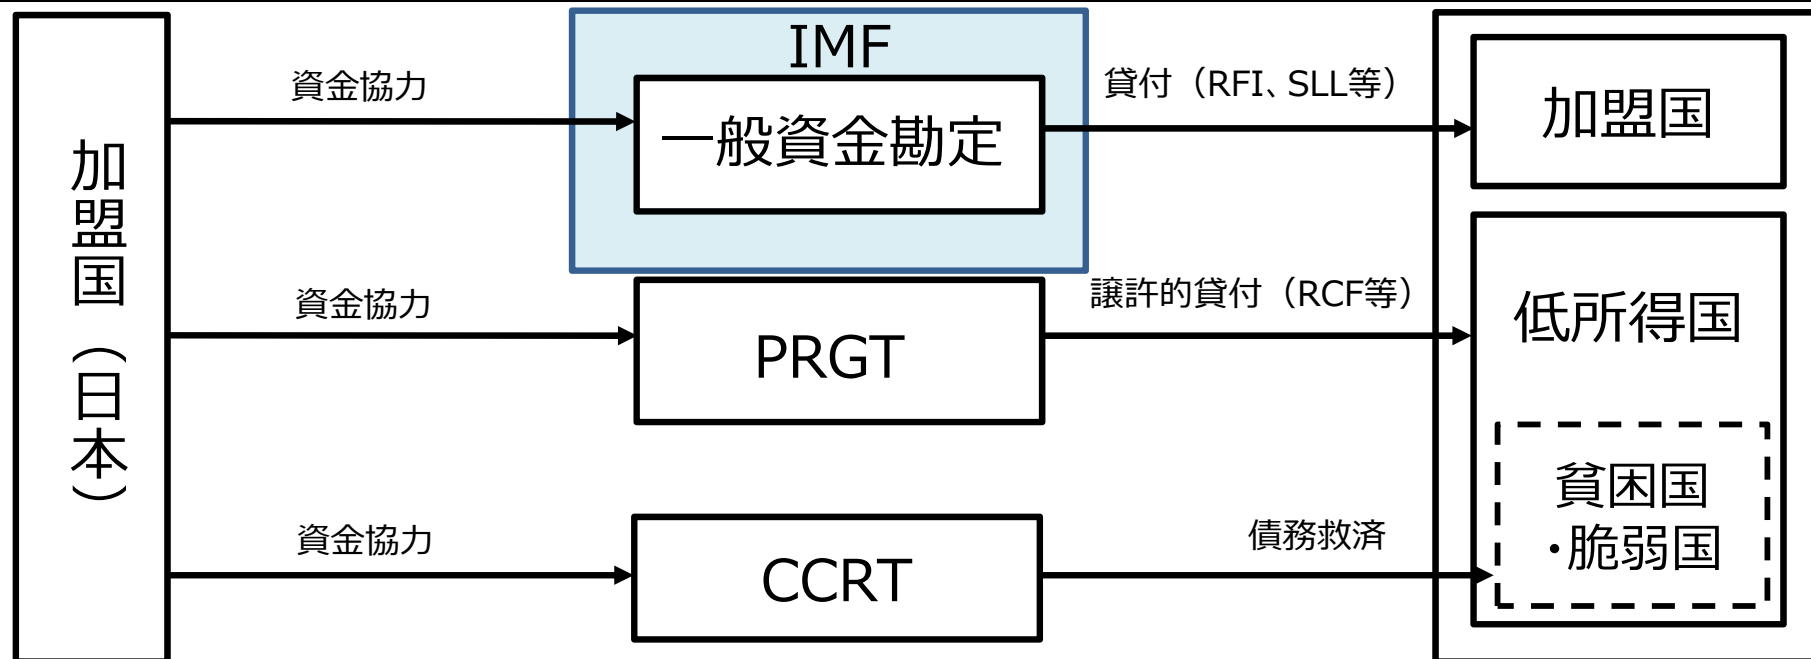 加盟国（日本）
IMF
資金協力
一般資金勘定
貸付（RFI、SLL等）
加盟国
資金協力
PRGT
譲許的貸付（RCF等）
低所得国
資金協力
CCRT
債務救済
貧困国
・脆弱国